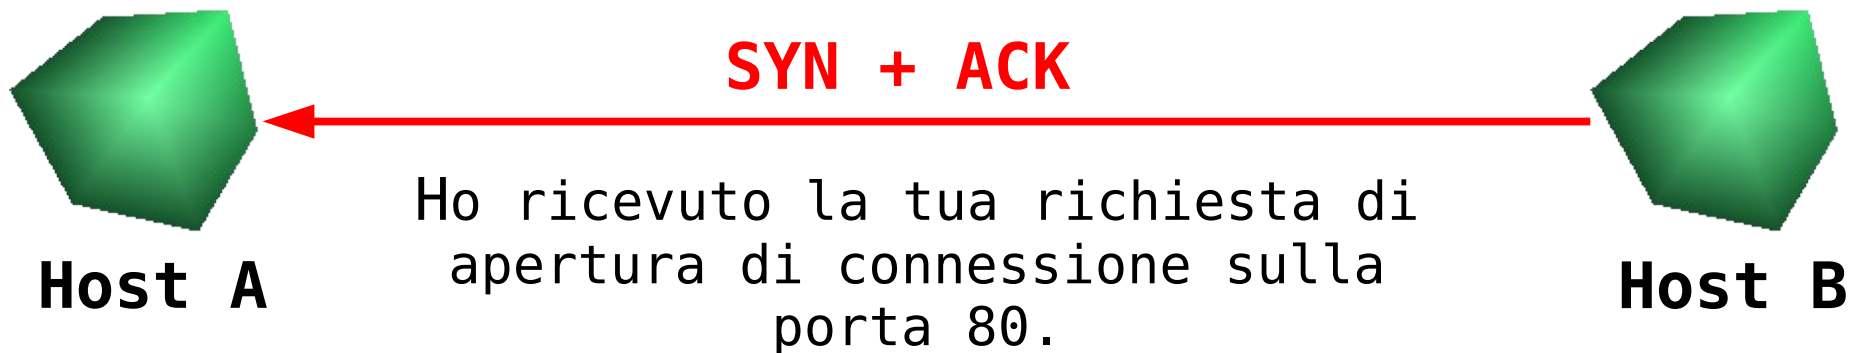 SYN + ACK
Ho ricevuto la tua richiesta di
apertura di connessione sulla
porta 80.
Host A
Host B